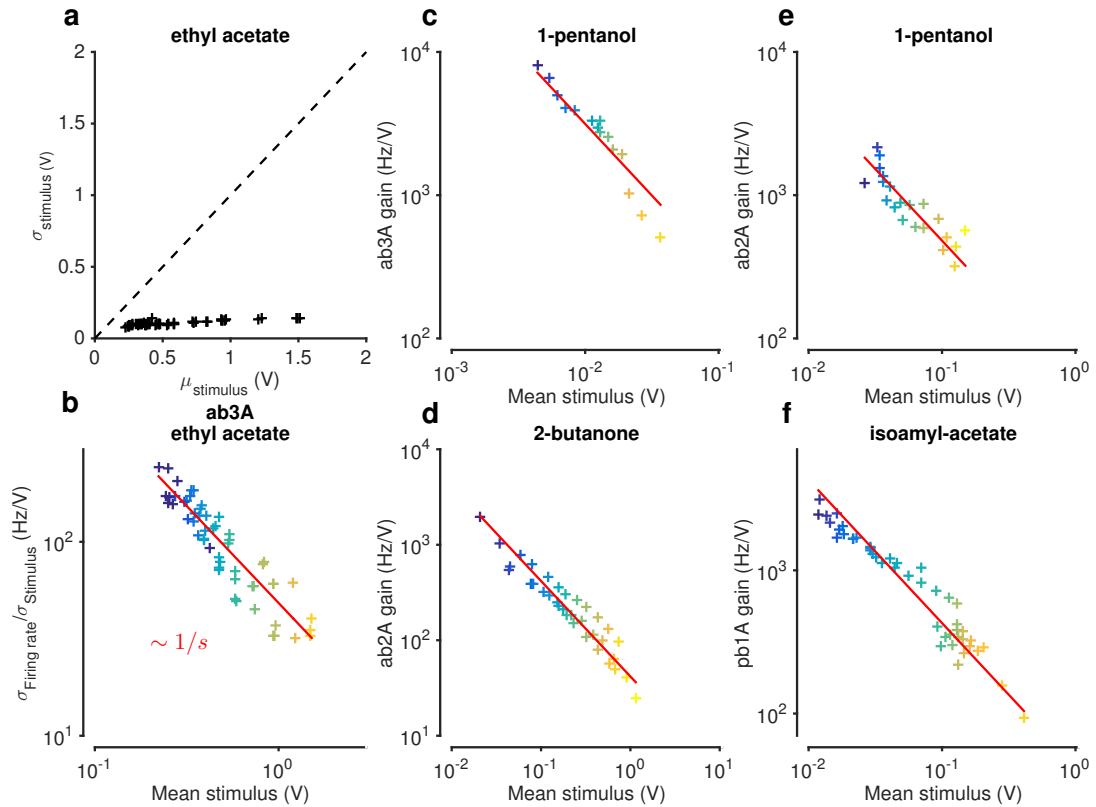 a
ethyl acetate
2
1.5
1
0.5
0
σstimulus (V)
0 0.5 1 1.5 2
μstimulus (V)
c
1-pentanol
10^4
10^3
10^2
ab3A gain (Hz/V)
10^-3 10^-2 10^-1
Mean stimulus (V)
e
1-pentanol
10^4
10^3
10^2
ab2A gain (Hz/V)
10^-2 10^-1 10^0
Mean stimulus (V)
b
ab3A
ethyl acetate
10^2
10^1
σFiring rate/σStimulus (Hz/V)
~ 1/s
10^-1 10^0
Mean stimulus (V)
d
2-butanone
10^4
10^3
10^2
10^1
ab2A gain (Hz/V)
10^-2 10^-1 10^0 10^1
Mean stimulus (V)
f
isoamyl-acetate
10^3
10^2
pb1A gain (Hz/V)
10^-2 10^-1 10^0
Mean stimulus (V)